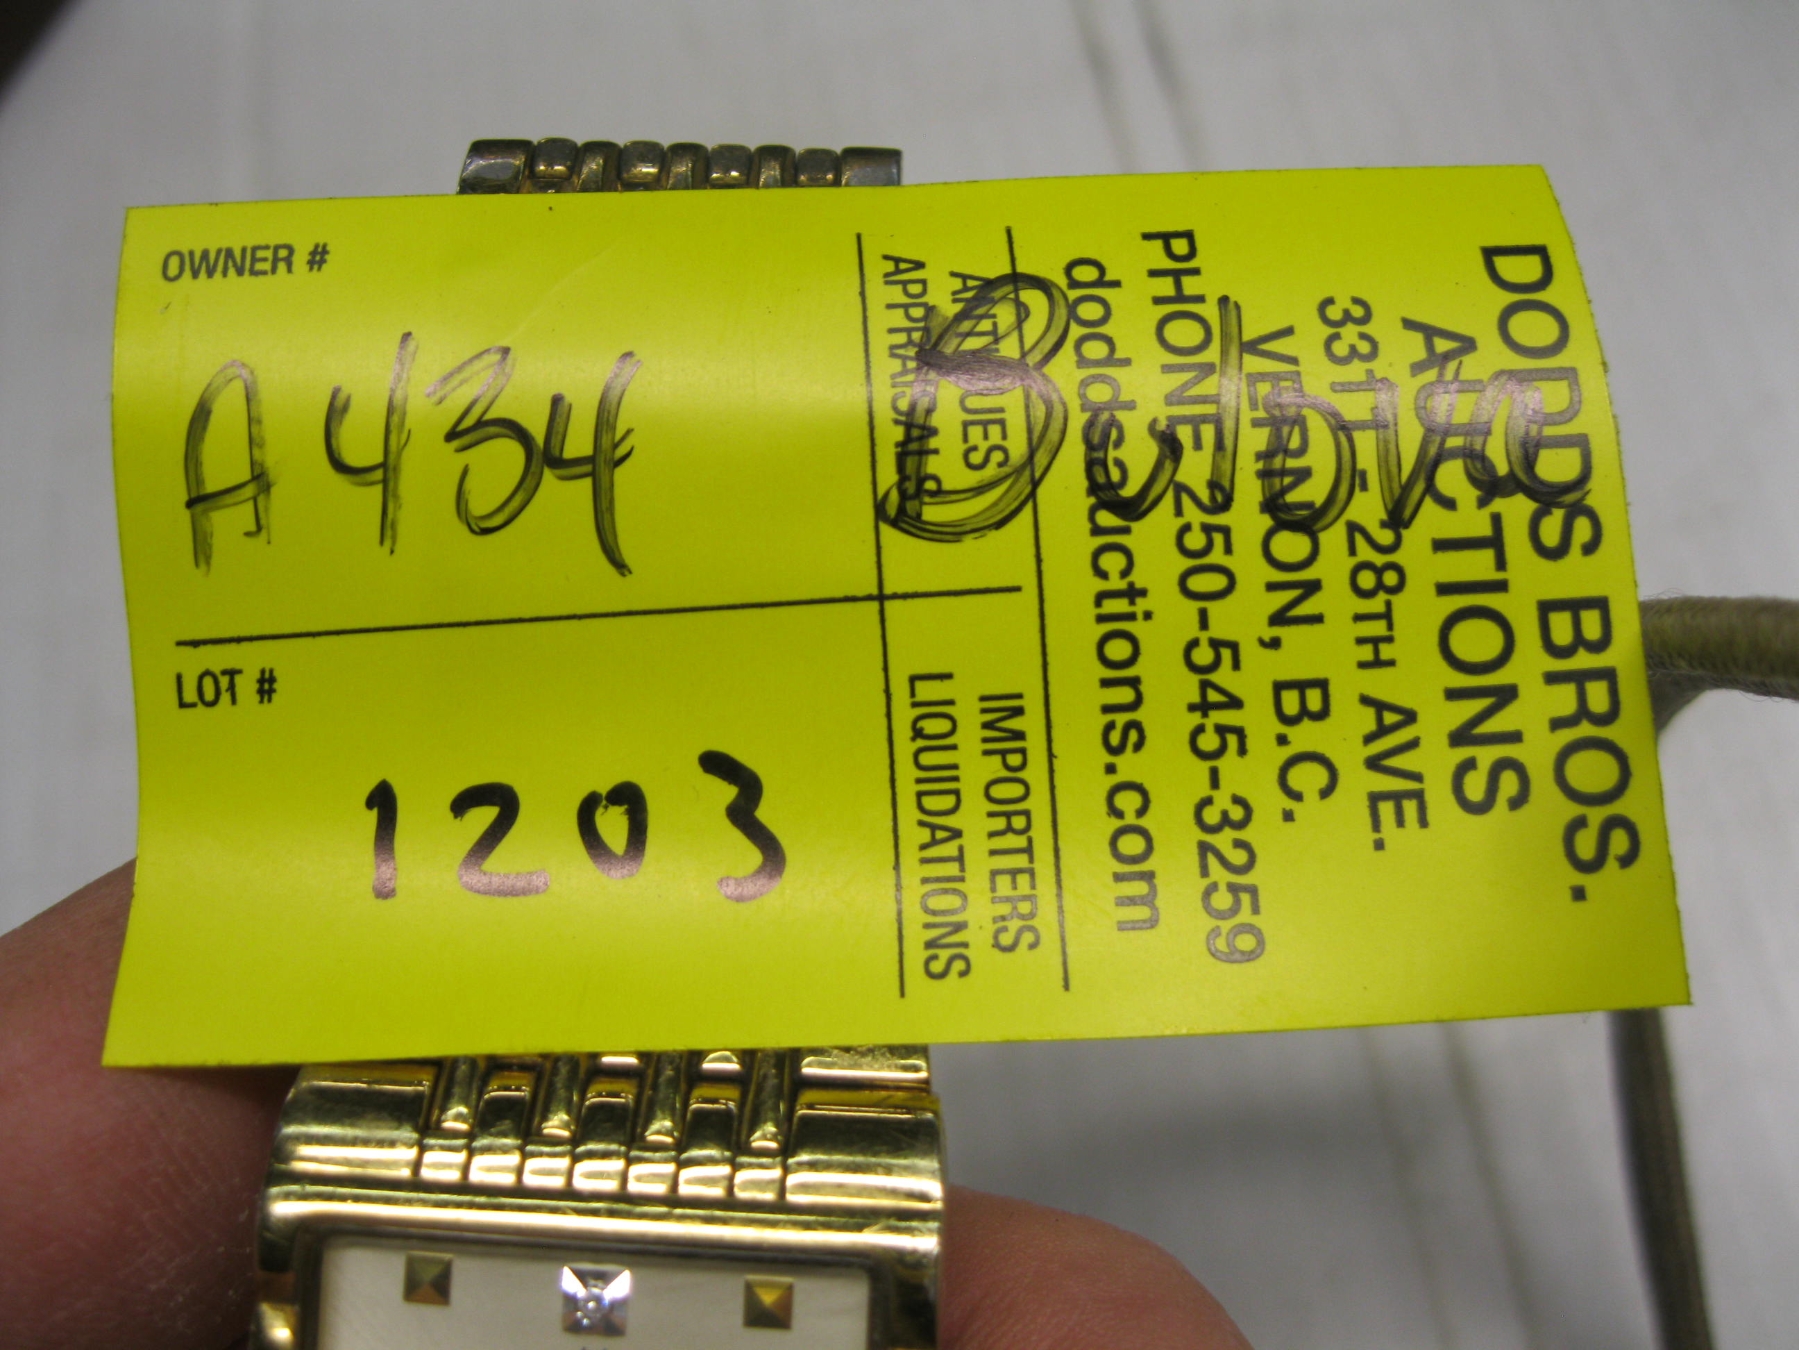 OWNER #
A434
LOT #
1203
DODDS BROS.
AUCTIONS
3311 - 28TH AVE.
VERNON, B.C.
PHONE 250-545-3259
doddsauctions.com
ANTIQUES IMPORTERS
APPRAISALS LIQUIDATIONS